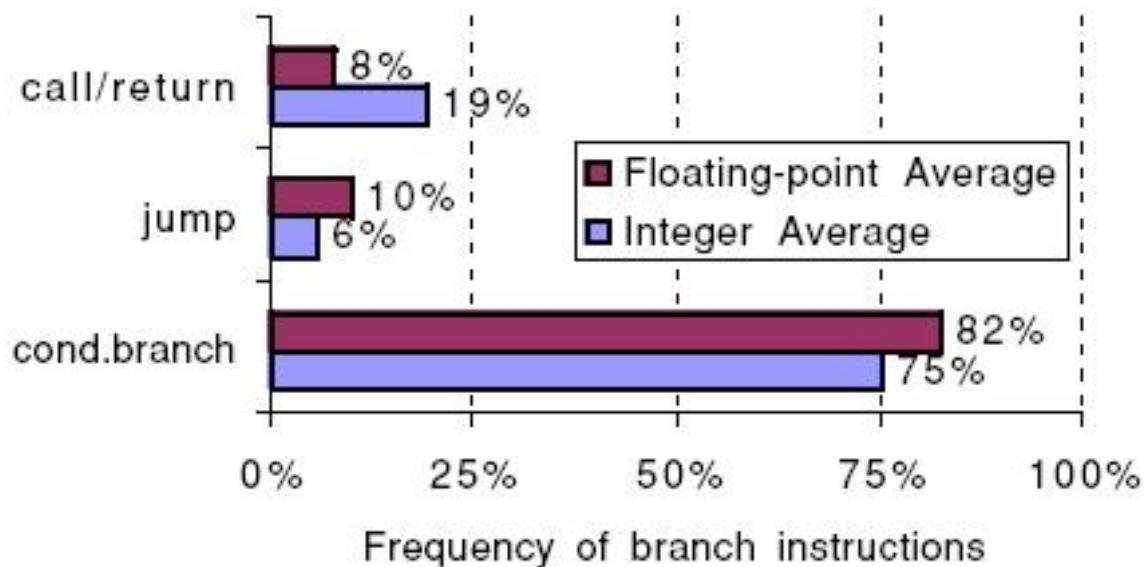 call/return
8%
19%
Floating-point Average
Integer Average
jump
10%
6%
cond.branch
82%
75%
0% 25% 50% 75% 100%
Frequency of branch instructions